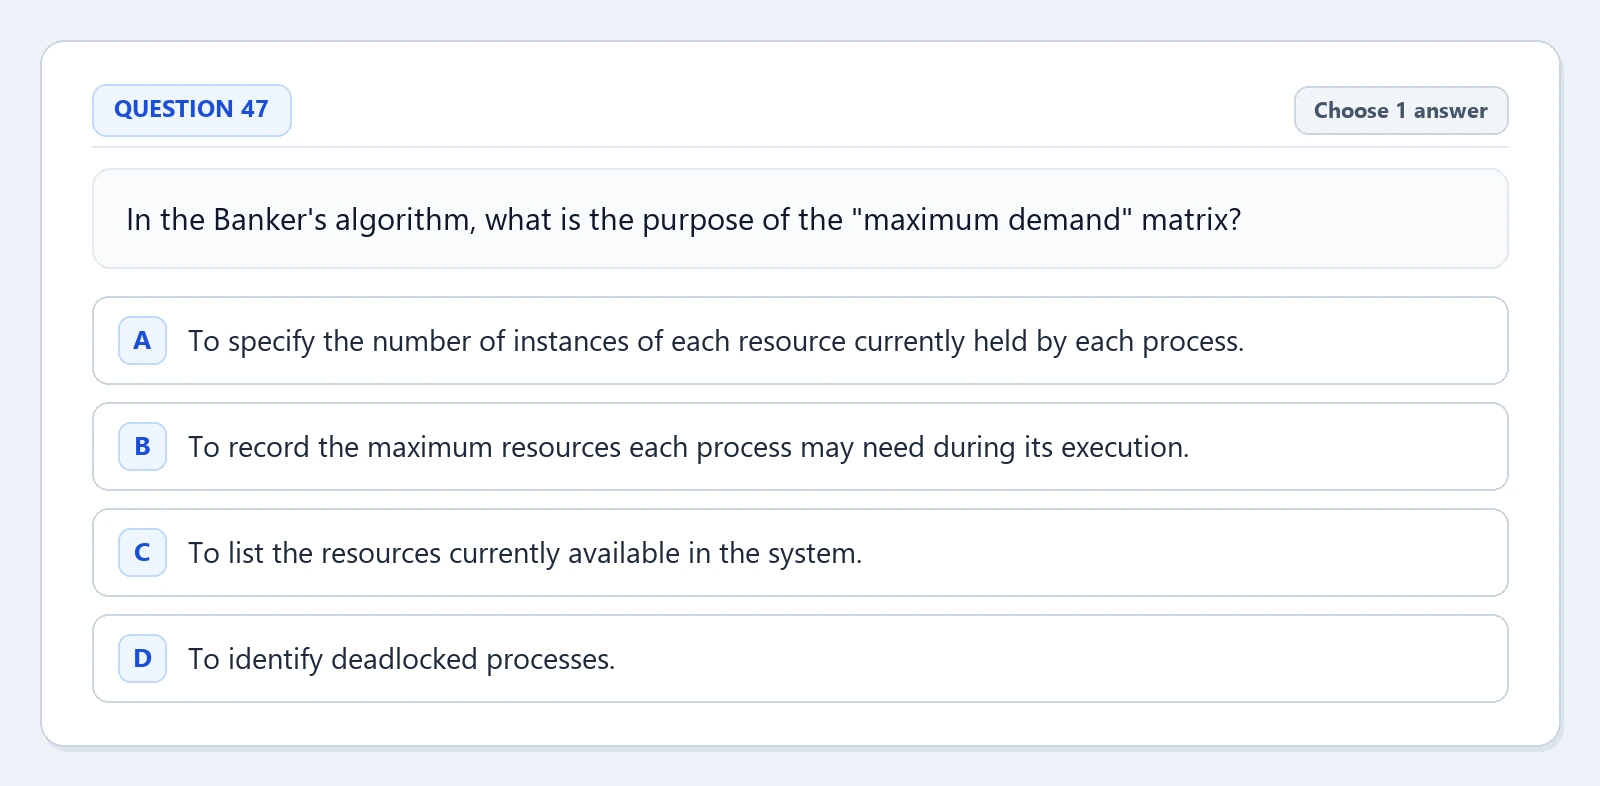 QUESTION 47
Choose 1 answer
In the Banker's algorithm, what is the purpose of the "maximum demand" matrix?
A To specify the number of instances of each resource currently held by each process.
B To record the maximum resources each process may need during its execution.
C To list the resources currently available in the system.
D To identify deadlocked processes.